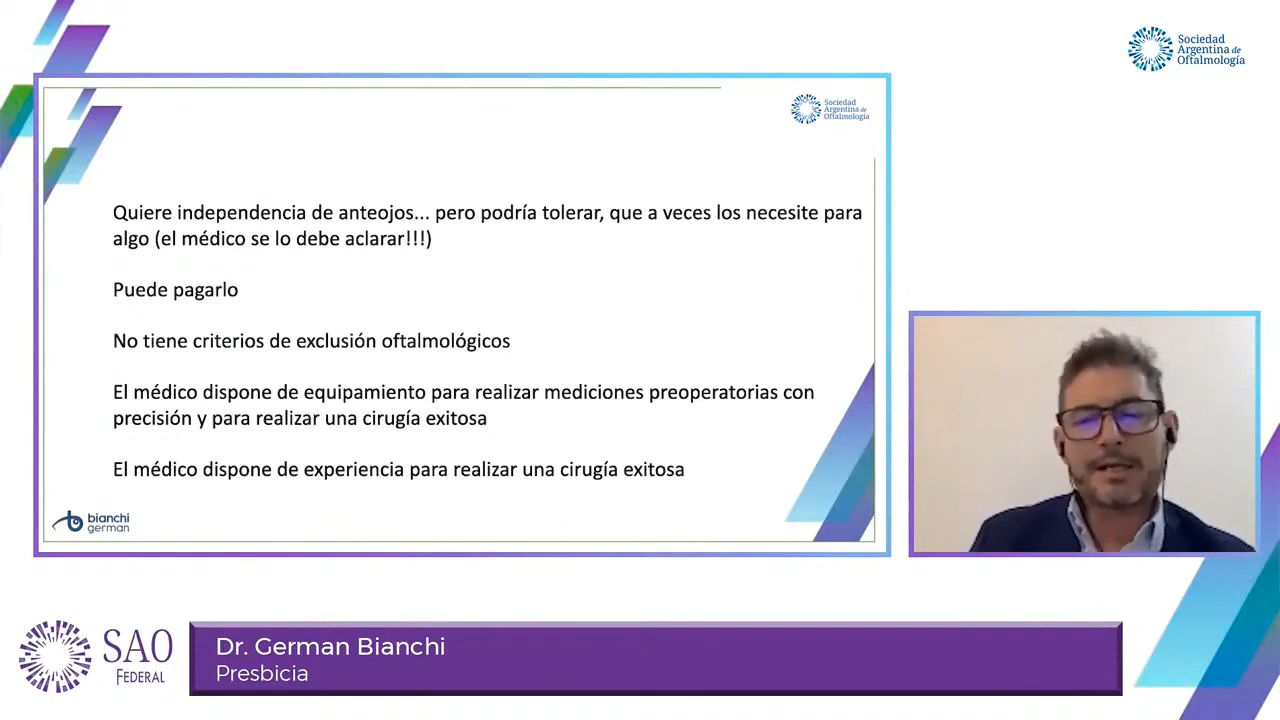 Sociedad
Argentina de
Oftalmología
Sociedad
Argentina de
Oftalmología
Quiere independencia de anteojos... pero podría tolerar, que a veces los necesite para
algo (el médico se lo debe aclarar!!!)
Puede pagarlo
No tiene criterios de exclusión oftalmológicos
El médico dispone de equipamiento para realizar mediciones preoperatorias con
precisión y para realizar una cirugía exitosa
El médico dispone de experiencia para realizar una cirugía exitosa
bianchi
german
SAO
FEDERAL
Dr. German Bianchi
Presbicia